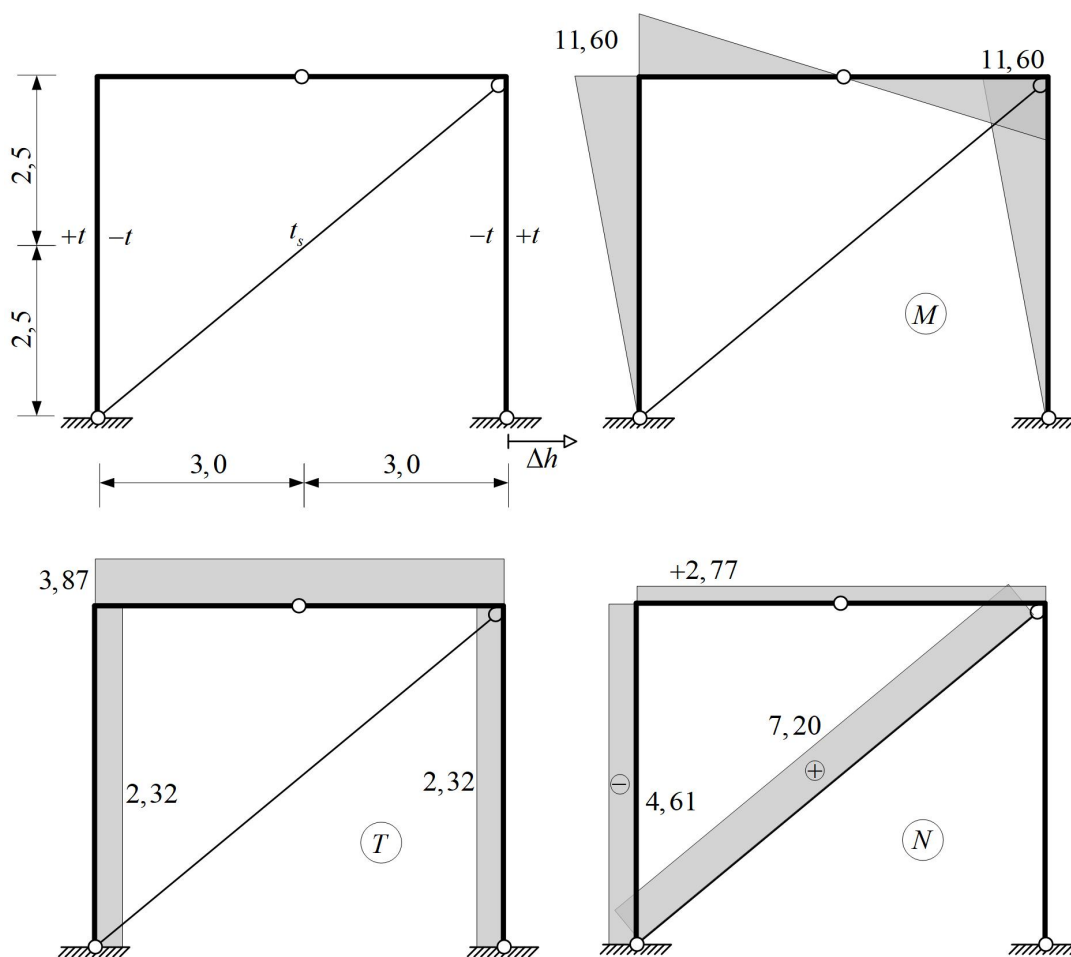 11,60
11,60
2,5
+t
-t
t_s
-t
+t
2,5
M
3,0
3,0
Δh
3,87
+2,77
7,20
2,32
2,32
-
4,61
+
T
N